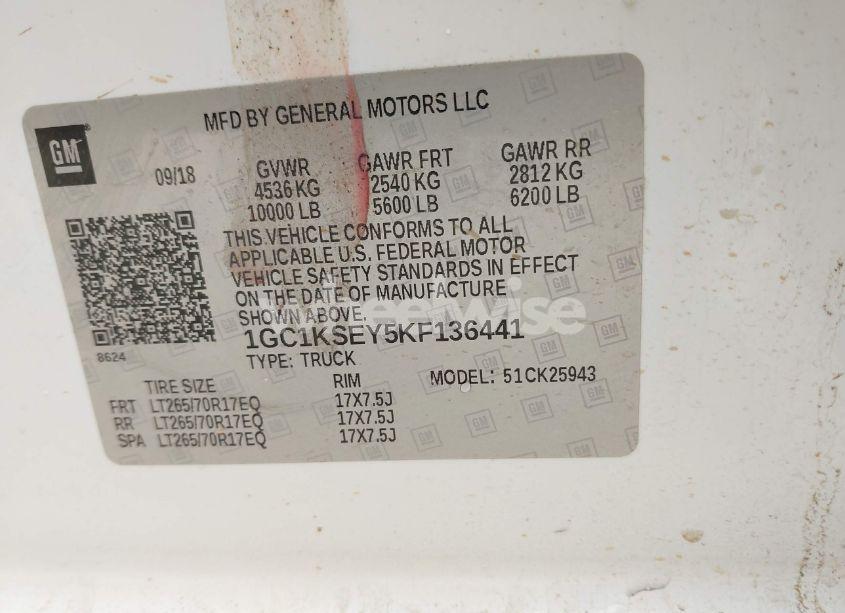 MFD BY GENERAL MOTORS LLC
GM
09/18
GVWR GAWR FRT GAWR RR
4536 KG 2540 KG 2812 KG
10000 LB 5600 LB 6200 LB
THIS VEHICLE CONFORMS TO ALL
APPLICABLE U.S. FEDERAL MOTOR
VEHICLE SAFETY STANDARDS IN EFFECT
ON THE DATE OF MANUFACTURE
SHOWN ABOVE.
1GC1KSEY5KF136441
8624
TYPE: TRUCK
MODEL: 51CK25943
TIRE SIZE RIM
FRT LT265/70R17EQ 17X7.5J
RR LT265/70R17EQ 17X7.5J
SPA LT265/70R17EQ 17X7.5J